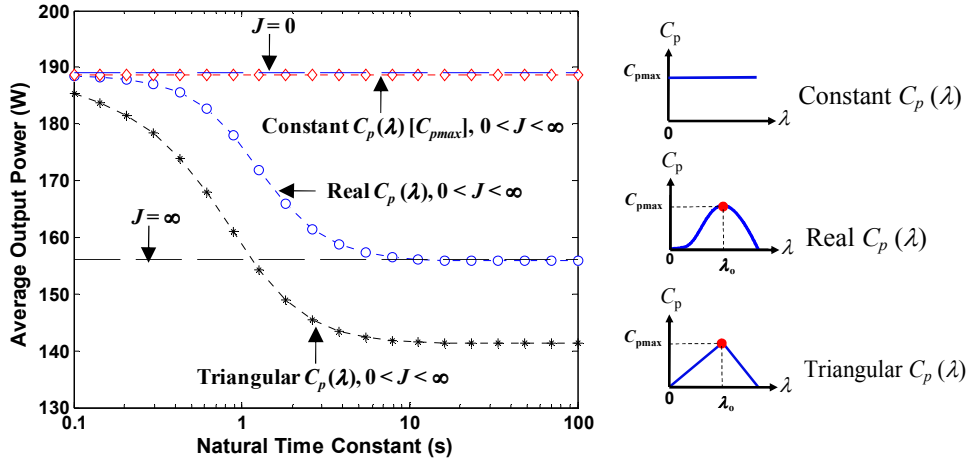 200
190
180
170
160
150
140
130
Average Output Power (W)
J = 0
Constant Cp(λ) [Cpmax], 0 < J < ∞
Real Cp(λ), 0 < J < ∞
J = ∞
Triangular Cp(λ), 0 < J < ∞
0.1
1
10
100
Natural Time Constant (s)
Cp
Cpmax
0
λ
Constant Cp (λ)
Cp
Cpmax
0
λo
λ
Real Cp (λ)
Cp
Cpmax
0
λo
λ
Triangular Cp (λ)